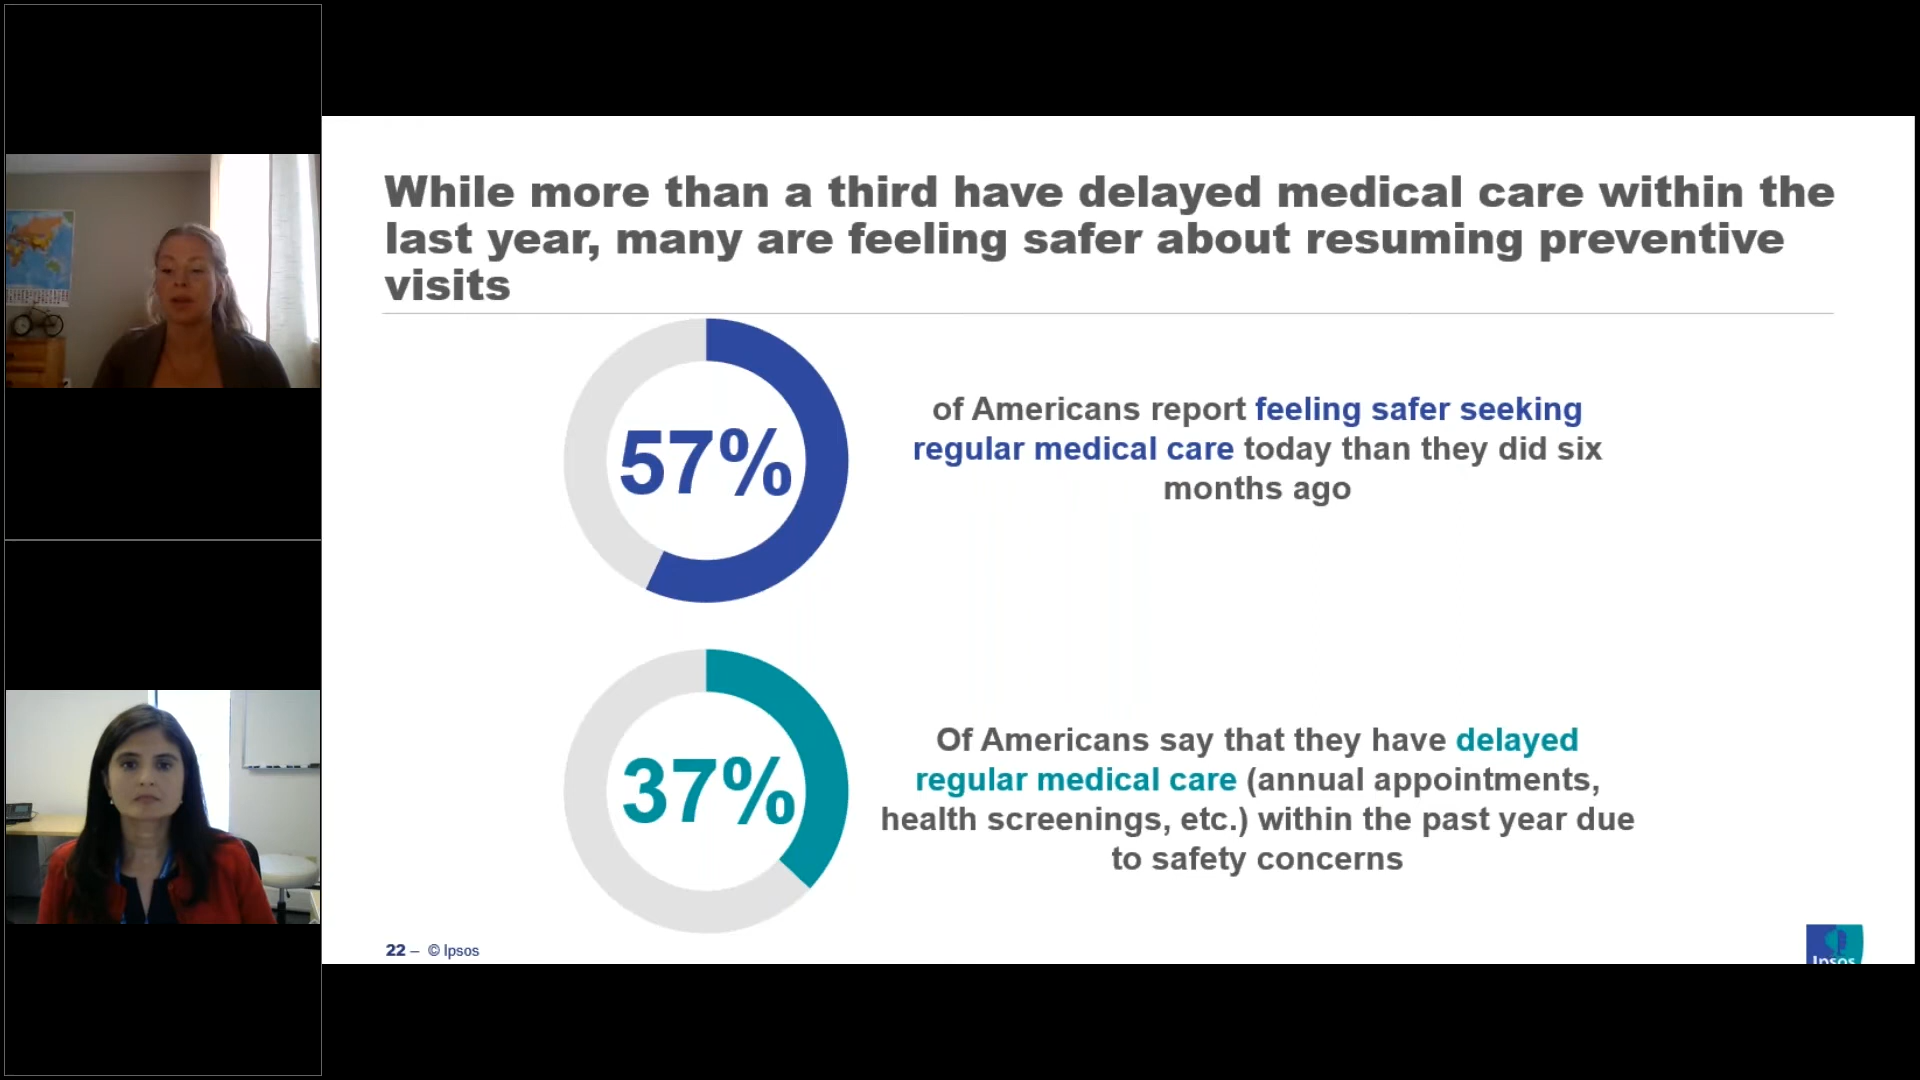 While more than a third have delayed medical care within the
last year, many are feeling safer about resuming preventive
visits
57%
of Americans report feeling safer seeking
regular medical care today than they did six
months ago
37%
Of Americans say that they have delayed
regular medical care (annual appointments,
health screenings, etc.) within the past year due
to safety concerns
22 – © Ipsos
Ipsos